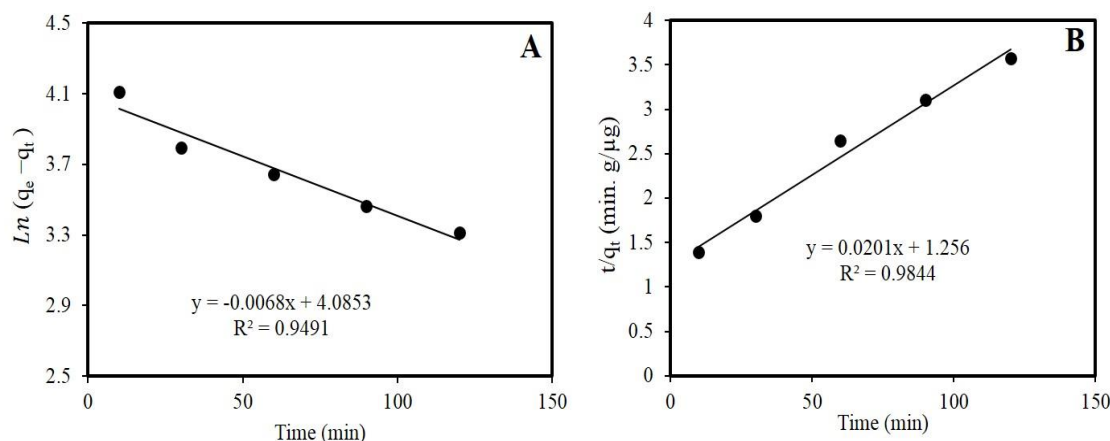 A
4.5
4.1
3.7
3.3
2.9
2.5
Ln (qe −qt )
y = -0.0068x + 4.0853
R² = 0.9491
0 50 100 150
Time (min)
B
4
3.5
3
2.5
2
1.5
1
0.5
0
t/qt (min. g/µg)
y = 0.0201x + 1.256
R² = 0.9844
0 50 100 150
Time (min)